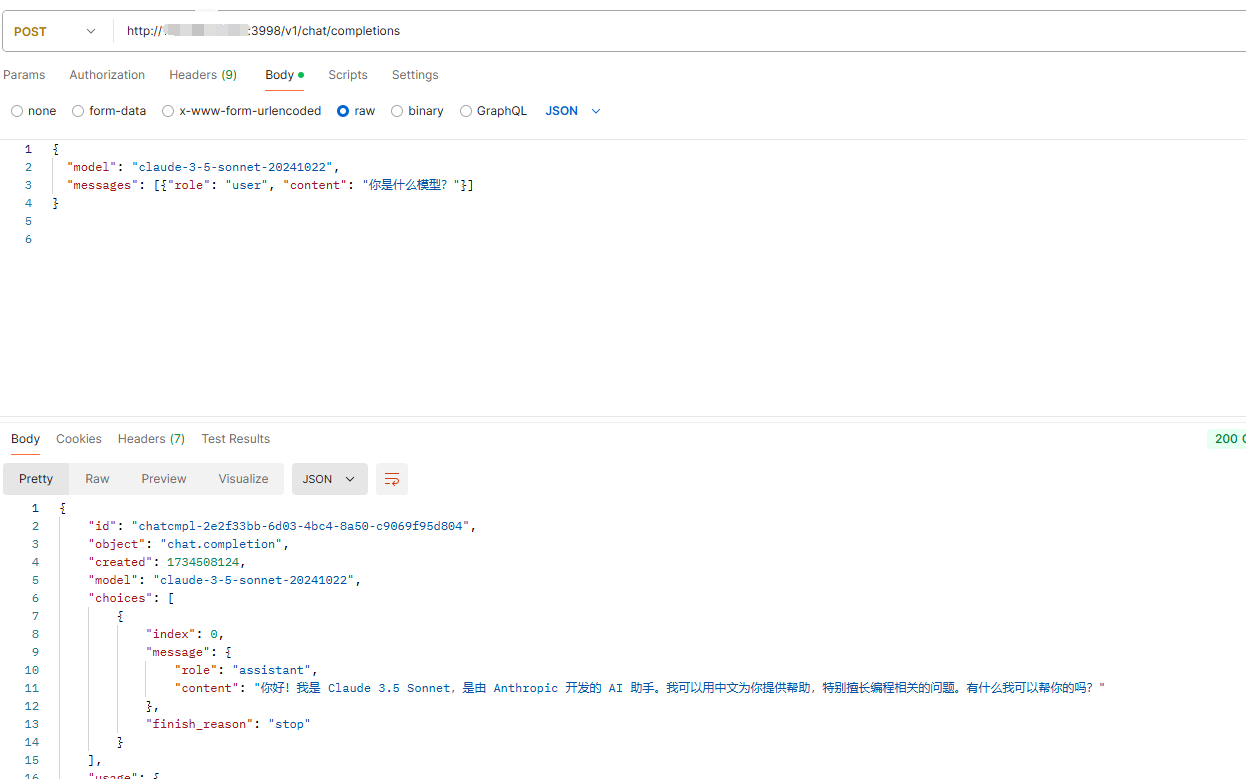 POST http:// :3998/v1/chat/completions
Params Authorization Headers (9) Body Scripts Settings
none form-data x-www-form-urlencoded raw binary GraphQL JSON
1 {
2 "model": "claude-3-5-sonnet-20241022",
3 "messages": [{"role": "user", "content": "你是什么模型？"}]
4 }
5
6
Body Cookies Headers (7) Test Results 200
Pretty Raw Preview Visualize JSON
1 {
2 "id": "chatcmpl-2e2f33bb-6d03-4bc4-8a50-c9069f95d804",
3 "object": "chat.completion",
4 "created": 1734508124,
5 "model": "claude-3-5-sonnet-20241022",
6 "choices": [
7 {
8 "index": 0,
9 "message": {
10 "role": "assistant",
11 "content": "你好！我是 Claude 3.5 Sonnet，是由 Anthropic 开发的 AI 助手。我可以用中文为你提供帮助，特别擅长编程相关的问题。有什么我可以帮你的吗？"
12 },
13 "finish_reason": "stop"
14 }
15 ],
16 "usage": {